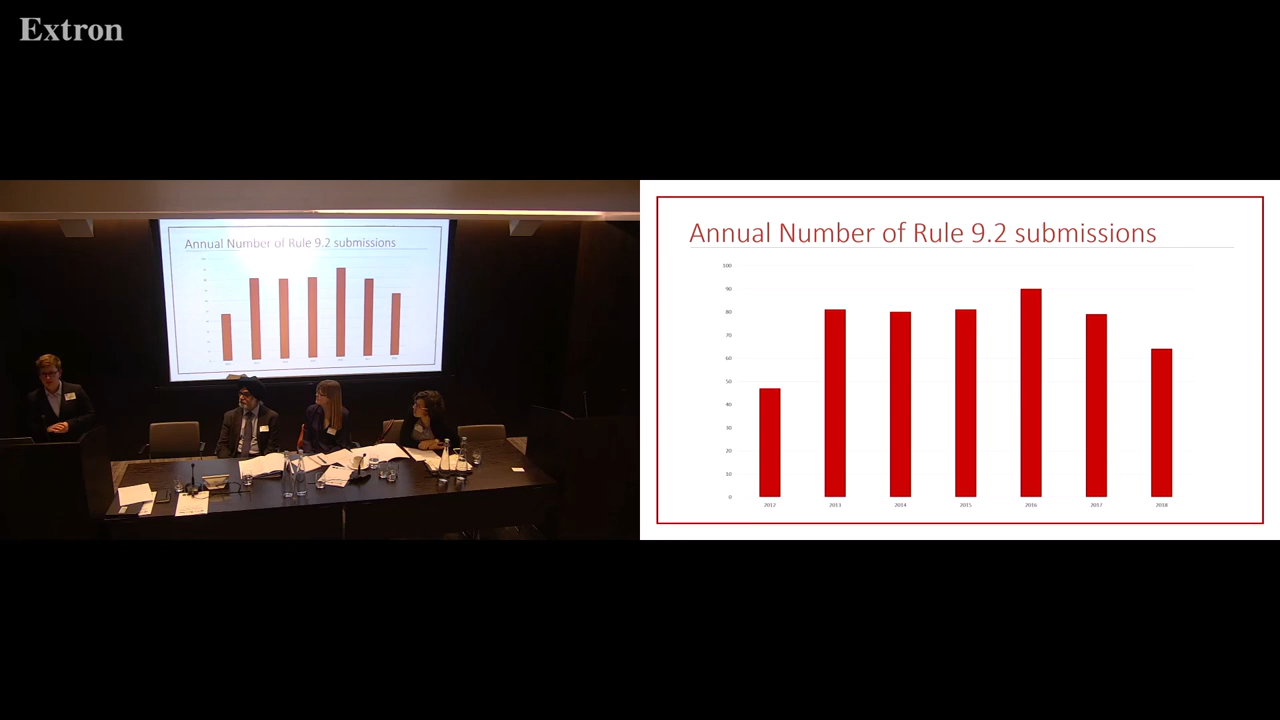 Extron
Annual Number of Rule 9.2 submissions
Annual Number of Rule 9.2 submissions
100
90
80
70
60
50
40
30
20
10
0
2012 2013 2014 2015 2016 2017 2018